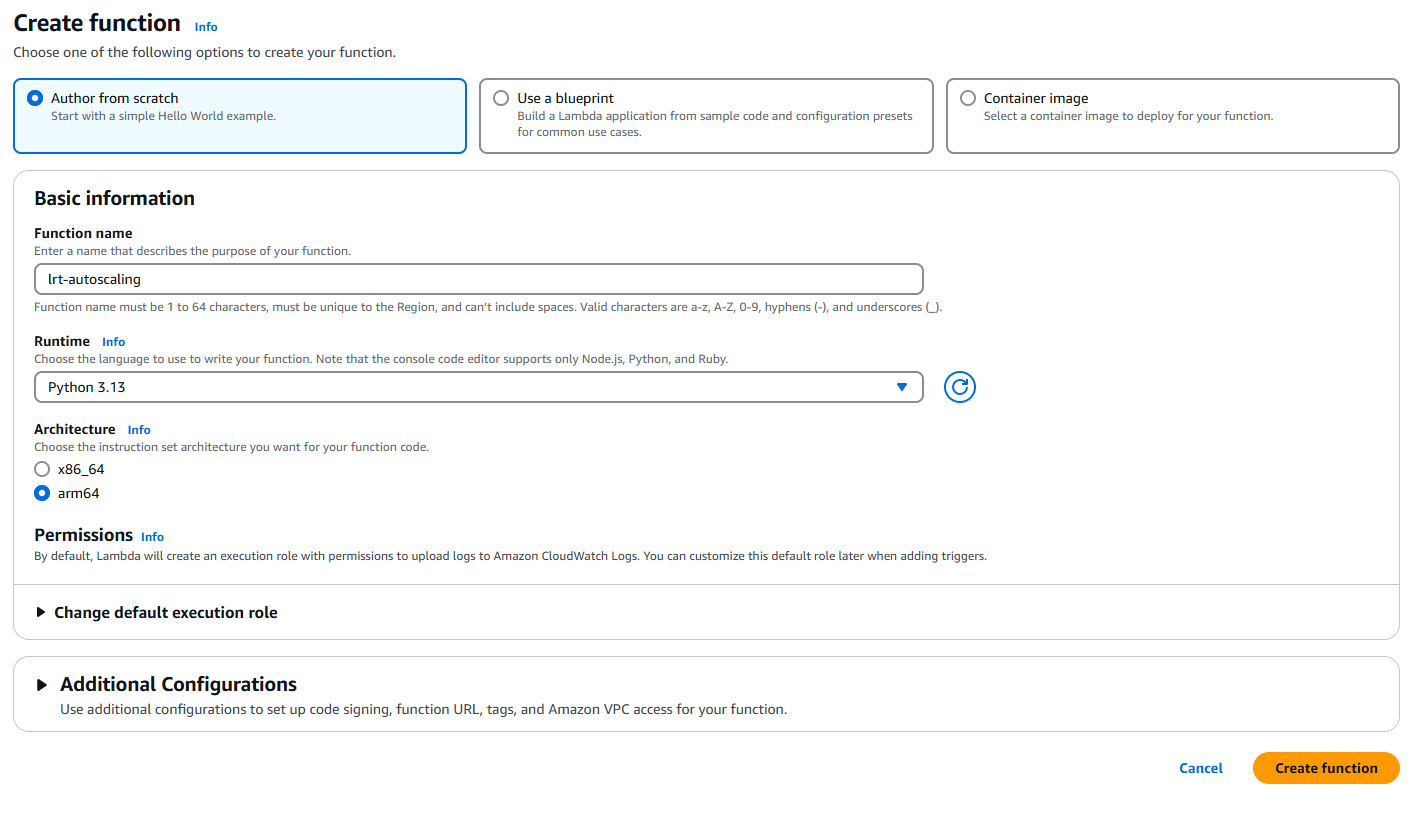 Create function Info
Choose one of the following options to create your function.
Author from scratch
Start with a simple Hello World example.
Use a blueprint
Build a Lambda application from sample code and configuration presets
for common use cases.
Container image
Select a container image to deploy for your function.
Basic information
Function name
Enter a name that describes the purpose of your function.
lrt-autoscaling
Function name must be 1 to 64 characters, must be unique to the Region, and can't include spaces. Valid characters are a-z, A-Z, 0-9, hyphens (-), and underscores (_).
Runtime Info
Choose the language to use to write your function. Note that the console code editor supports only Node.js, Python, and Ruby.
Python 3.13
Architecture Info
Choose the instruction set architecture you want for your function code.
x86_64
arm64
Permissions Info
By default, Lambda will create an execution role with permissions to upload logs to Amazon CloudWatch Logs. You can customize this default role later when adding triggers.
Change default execution role
Additional Configurations
Use additional configurations to set up code signing, function URL, tags, and Amazon VPC access for your function.
Cancel Create function